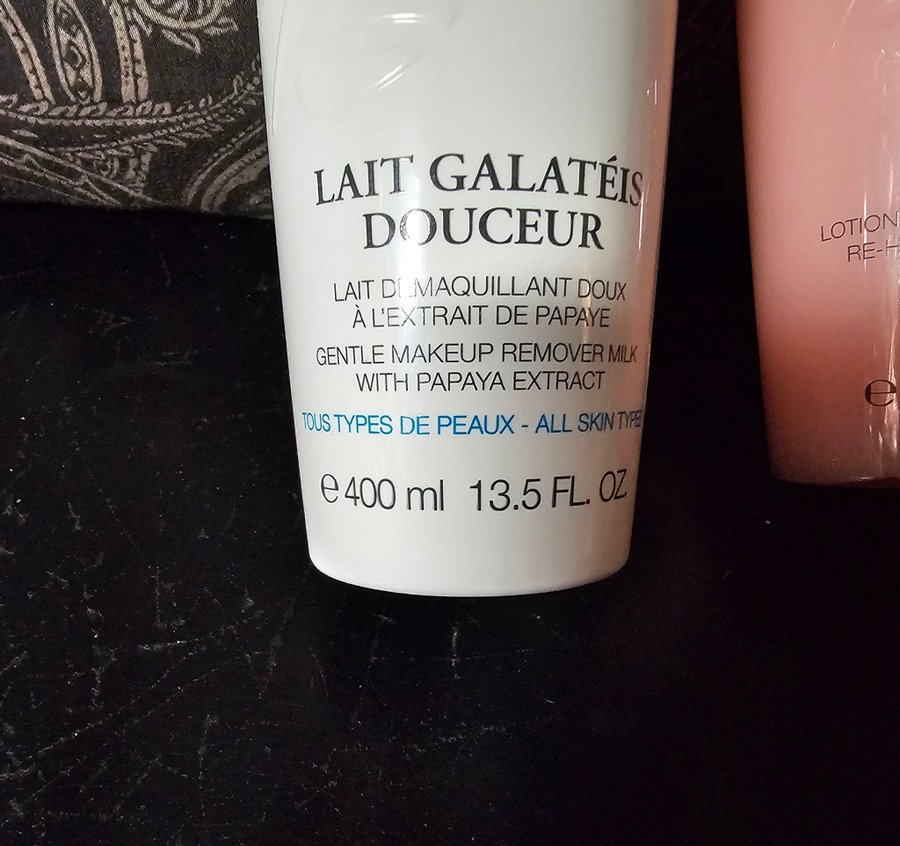 LAIT GALATÉIS
DOUCEUR
LAIT DÉMAQUILLANT DOUX
À L'EXTRAIT DE PAPAYE
GENTLE MAKEUP REMOVER MILK
WITH PAPAYA EXTRACT
TOUS TYPES DE PEAUX - ALL SKIN TYPES
℮ 400 ml 13.5 FL. OZ
LOTION
RE-H
℮